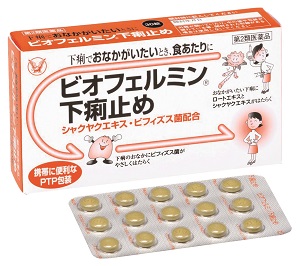 下痢でおなかがいたいとき、食あたりに
第2類医薬品
ビオフェルミン®
下痢止め
シャクヤクエキス・ビフィズス菌配合
おなかがいたい下痢に
ロートエキスと
シャクヤクエキスがはたらく
携帯に便利な
PTP包装
下痢のおなかにビフィズス菌が
やさしくはたらく